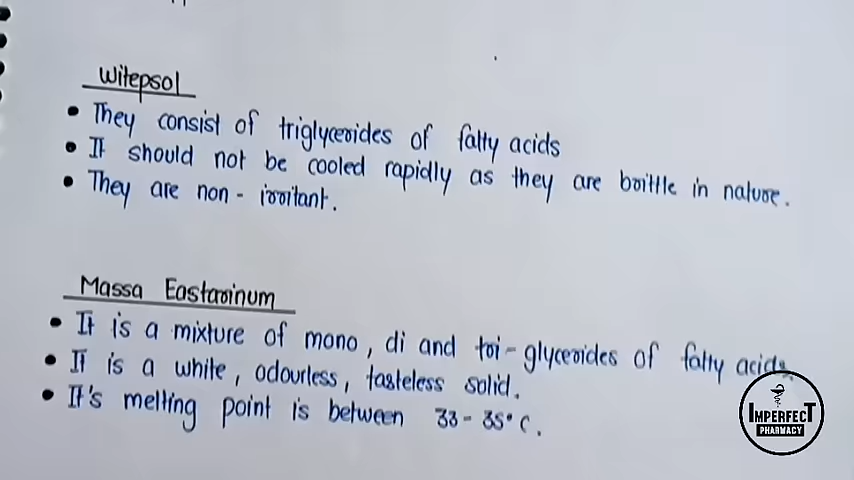 Witepsol
• They consist of triglycerides of fatty acids
• It should not be cooled rapidly as they are brittle in nature.
• They are non - irritant.
Massa Eastarinum
• It is a mixture of mono, di and tri - glycerides of fatty acids.
• It is a white, odourless, tasteless solid.
• It's melting point is between 33 - 35° C.
IMPERFECT
PHARMACY